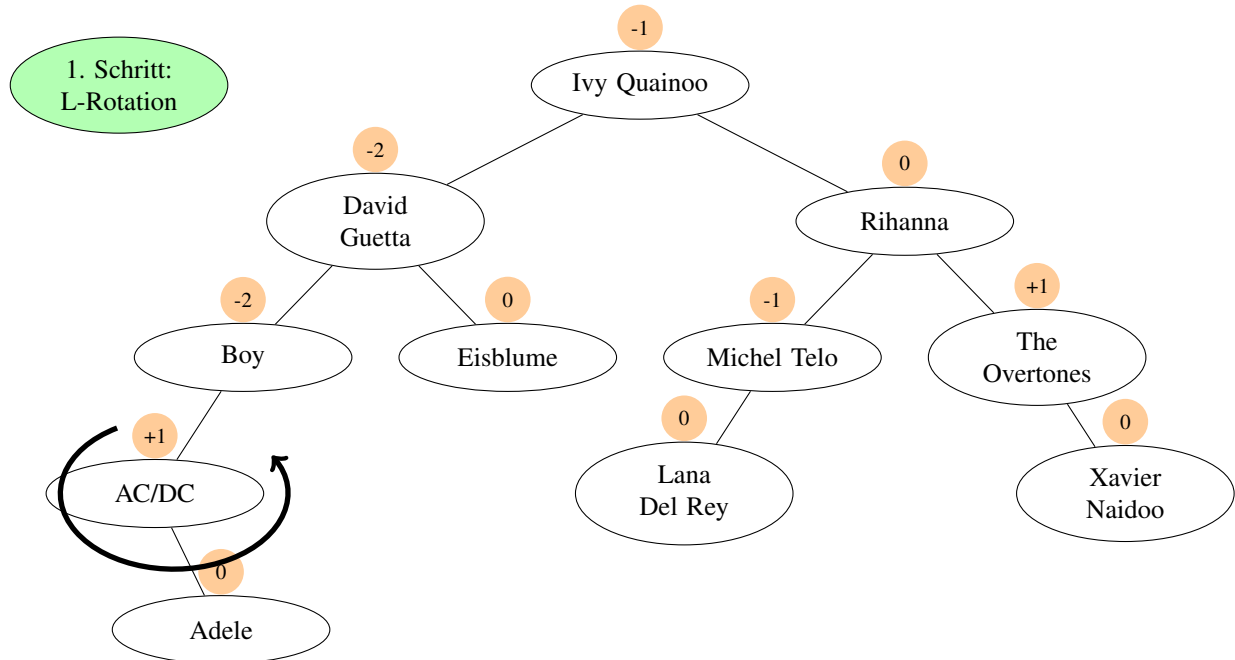 -1
1. Schritt:
L-Rotation
Ivy Quainoo
-2
0
David
Guetta
Rihanna
-2
0
-1
+1
Boy
Eisblume
Michel Telo
The
Overtones
+1
0
0
AC/DC
Lana
Del Rey
Xavier
Naidoo
0
Adele